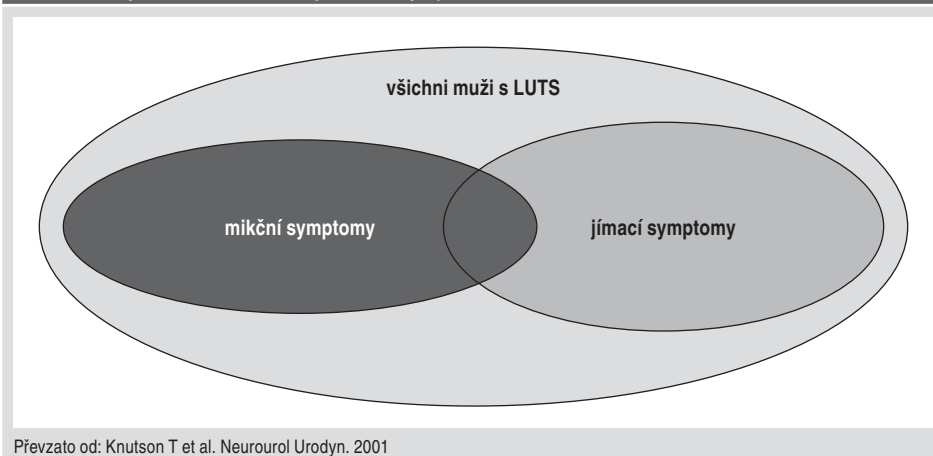 všichni muži s LUTS
mikční symptomy
jímací symptomy
Převzato od: Knutson T et al. Neurourol Urodyn. 2001